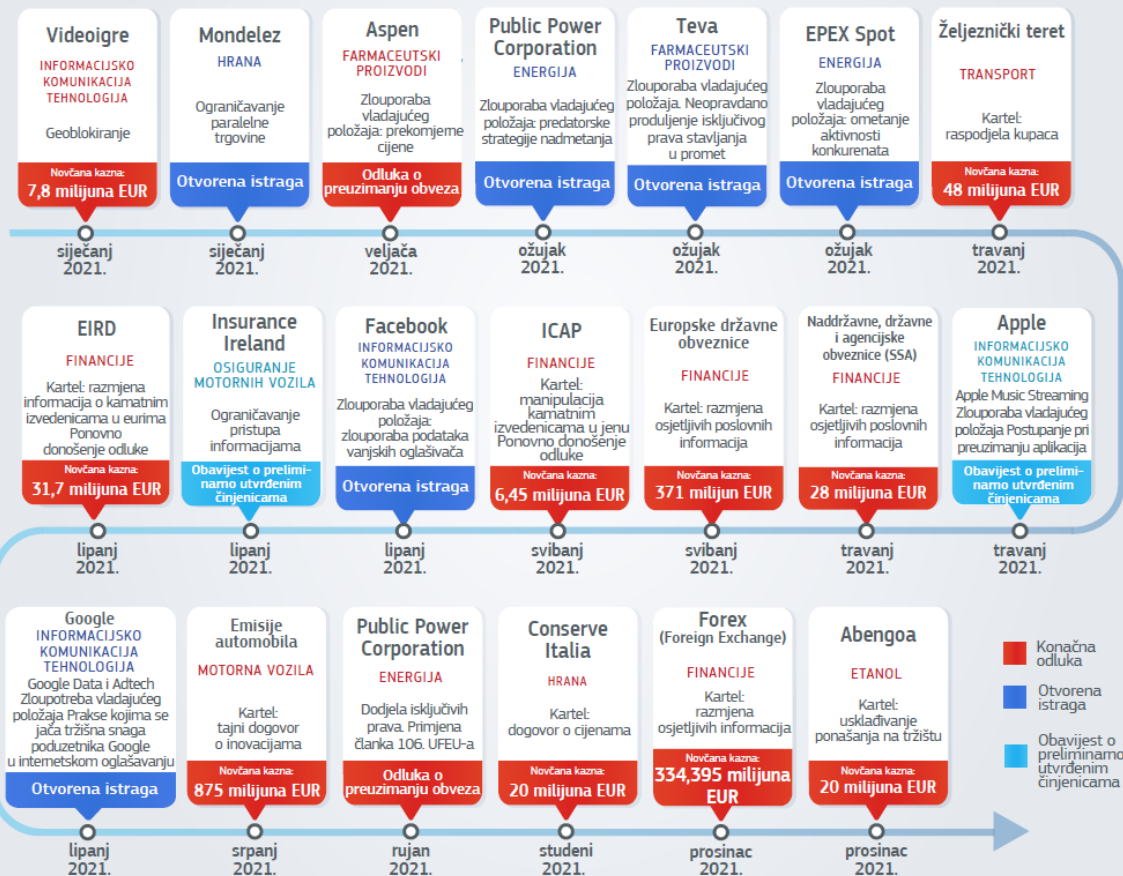 Videoigre
INFORMACIJSKO
KOMUNIKACIJA
TEHNOLOGIJA
Geoblokiranje
Novčana kazna:
7,8 milijuna EUR
siječanj
2021.
Mondelez
HRANA
Ograničavanje
paralelne
trgovine
Otvorena istraga
siječanj
2021.
Aspen
FARMACEUTSKI
PROIZVODI
Zlouporaba
vladajućeg
položaja: prekomjerne
cijene
Odluka o
preuzimanju obveza
veljača
2021.
Public Power
Corporation
ENERGIJA
Zlouporaba vladajućeg
položaja: predatorske
strategije nadmetanja
Otvorena istraga
ožujak
2021.
Teva
FARMACEUTSKI
PROIZVODI
Zlouporaba vladajućeg
položaja. Neopravdano
produljenje isključivog
prava stavljanja
u promet
Otvorena istraga
ožujak
2021.
EPEX Spot
ENERGIJA
Zlouporaba
vladajućeg
položaja: ometanje
aktivnosti
konkurenata
Otvorena istraga
ožujak
2021.
Željeznički teret
TRANSPORT
Kartel:
raspodjela kupaca
Novčana kazna:
48 milijuna EUR
travanj
2021.
EIRD
FINANCIJE
Kartel: razmjena
informacija o kamatnim
izvedenicama u eurima
Ponovno
donošenje odluke
Novčana kazna:
31,7 milijuna EUR
lipanj
2021.
Insurance
Ireland
OSIGURANJE
MOTORNIH VOZILA
Ograničavanje
pristupa
informacijama
Obavijest o prelimi-
narno utvrđenim
činjenicama
lipanj
2021.
Facebook
INFORMACIJSKO
KOMUNIKACIJA
TEHNOLOGIJA
Zlouporaba vladajućeg
položaja:
zlouporaba podataka
vanjskih oglašivača
Otvorena istraga
lipanj
2021.
ICAP
FINANCIJE
Kartel:
manipulacija
kamatnim
izvedenicama u jenu
Ponovno donošenje
odluke
Novčana kazna:
6,45 milijuna EUR
svibanj
2021.
Europske državne
obveznice
FINANCIJE
Kartel: razmjena
osjetljivih poslovnih
informacija
Novčana kazna:
371 milijun EUR
svibanj
2021.
Naddržavne, državne
i agencijske
obveznice (SSA)
FINANCIJE
Kartel: razmjena
osjetljivih poslovnih
informacija
Novčana kazna:
28 milijuna EUR
travanj
2021.
Apple
INFORMACIJSKO
KOMUNIKACIJA
TEHNOLOGIJA
Apple Music Streaming
Zlouporaba vladajućeg
položaja Postupanje pri
preuzimanju aplikacija
Obavijest o prelimi-
narno utvrđenim
činjenicama
travanj
2021.
Google
INFORMACIJSKO
KOMUNIKACIJA
TEHNOLOGIJA
Google Data i Adtech
Zloupotreba vladajućeg
položaja Prakse kojima se
jača tržišna snaga
poduzetnika Google
u internetskom oglašavanju
Otvorena istraga
lipanj
2021.
Emisije
automobila
MOTORNA VOZILA
Kartel:
tajni dogovor
o inovacijama
Novčana kazna:
875 milijuna EUR
srpanj
2021.
Public Power
Corporation
ENERGIJA
Dodjela isključivih
prava. Primjena
članka 106. UFEU-a
Odluka o
preuzimanju obveza
rujan
2021.
Conserve
Italia
HRANA
Kartel:
dogovor o cijenama
Novčana kazna:
20 milijuna EUR
studeni
2021.
Forex
(Foreign Exchange)
FINANCIJE
Kartel:
razmjena
osjetljivih informacija
Novčana kazna:
334,395 milijuna
EUR
prosinac
2021.
Abengoa
ETANOL
Kartel:
usklađivanje
ponašanja na tržištu
Novčana kazna:
20 milijuna EUR
prosinac
2021.
Konačna
odluka
Otvorena
istraga
Obavijest o
preliminarno
utvrđenim
činjenicama